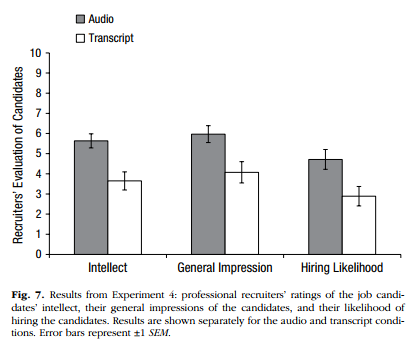 Audio
Transcript
Recruiters' Evaluation of Candidates
10
9
8
7
6
5
4
3
2
1
0
Intellect
General Impression
Hiring Likelihood
Fig. 7. Results from Experiment 4: professional recruiters' ratings of the job candi-
dates' intellect, their general impressions of the candidates, and their likelihood of
hiring the candidates. Results are shown separately for the audio and transcript condi-
tions. Error bars represent ±1 SEM.